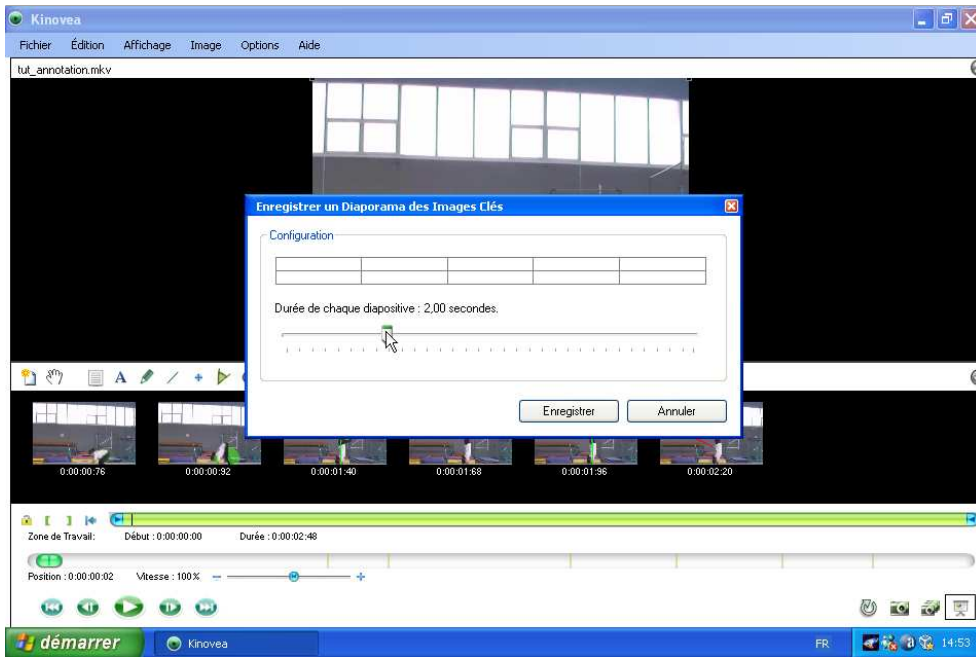 Kinovea
Fichier Édition Affichage Image Options Aide
tut_annotation.mkv
Enregistrer un Diaporama des Images Clés
Configuration
Durée de chaque diapositive : 2,00 secondes.
Enregistrer Annuler
A
0:00:00:76 0:00:00:92 0:00:01:40 0:00:01:68 0:00:01:96 0:00:02:20
Zone de Travail: Début : 0:00:00:00 Durée : 0:00:02:48
Position : 0:00:00:02 Vitesse : 100%
démarrer Kinovea FR 14:53